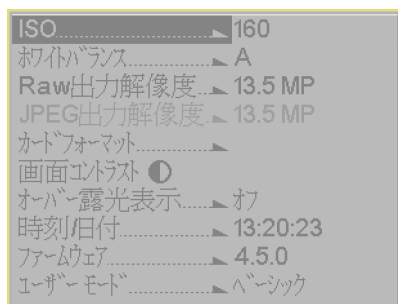 ISO..................► 160
ﾎﾜｲﾄﾊﾞﾗﾝｽ..............► A
Raw出力解像度...► 13.5 MP
JPEG出力解像度..► 13.5 MP
ｶｰﾄﾞﾌｫｰﾏｯﾄ.............►
画面ｺﾝﾄﾗｽﾄ
ｵｰﾊﾞｰ露光表示......► ｵﾌ
時刻/日付..............► 13:20:23
ﾌｧｰﾑｳｪｱ................► 4.5.0
ﾕｰｻﾞｰ ﾓｰﾄﾞ..............► ﾍﾞｰｼｯｸ